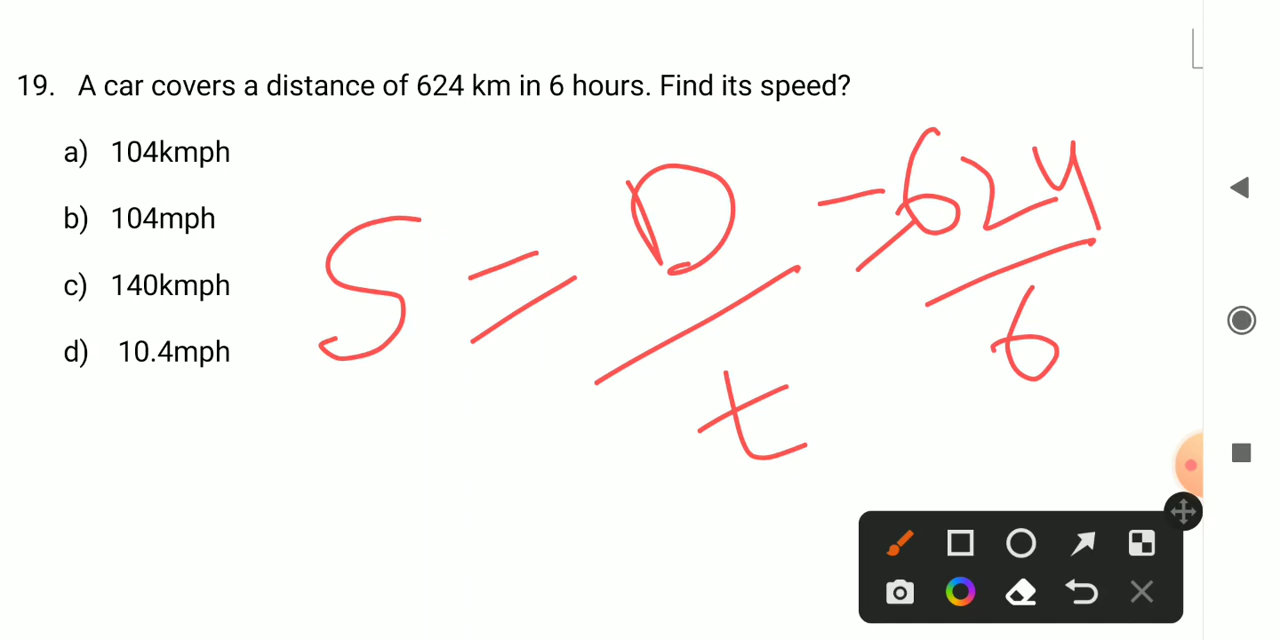 19. A car covers a distance of 624 km in 6 hours. Find its speed?
a) 104kmph
b) 104mph
c) 140kmph
d) 10.4mph
S = D/t = 624/6